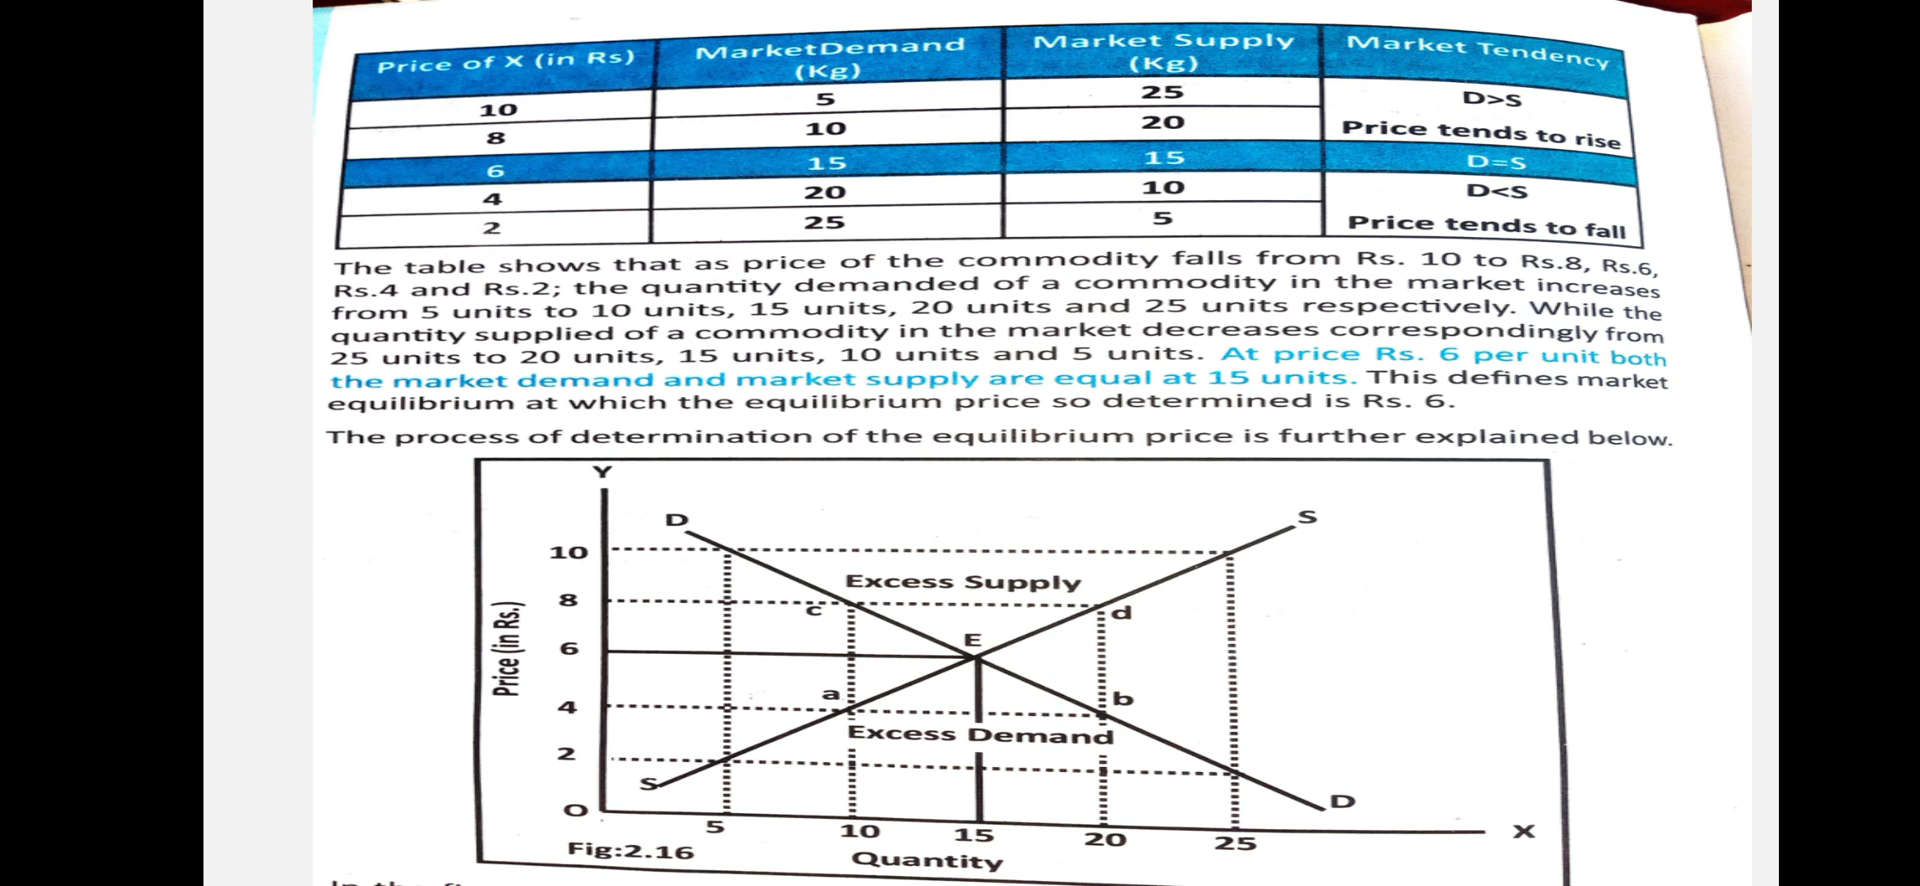 Price of X (in Rs) MarketDemand (Kg) Market Supply (Kg) Market Tendency
10 5 25 D>S
8 10 20 Price tends to rise
6 15 15 D=S
4 20 10 D<S
2 25 5 Price tends to fall
The table shows that as price of the commodity falls from Rs. 10 to Rs.8, Rs.6,
Rs.4 and Rs.2; the quantity demanded of a commodity in the market increases
from 5 units to 10 units, 15 units, 20 units and 25 units respectively. While the
quantity supplied of a commodity in the market decreases correspondingly from
25 units to 20 units, 15 units, 10 units and 5 units. At price Rs. 6 per unit both
the market demand and market supply are equal at 15 units. This defines market
equilibrium at which the equilibrium price so determined is Rs. 6.
The process of determination of the equilibrium price is further explained below.
Y
D S
10
Excess Supply
8 c d
E
6
Price (in Rs.)
a b
4
Excess Demand
2
S
D
O
5 10 15 20 25 X
Fig:2.16 Quantity